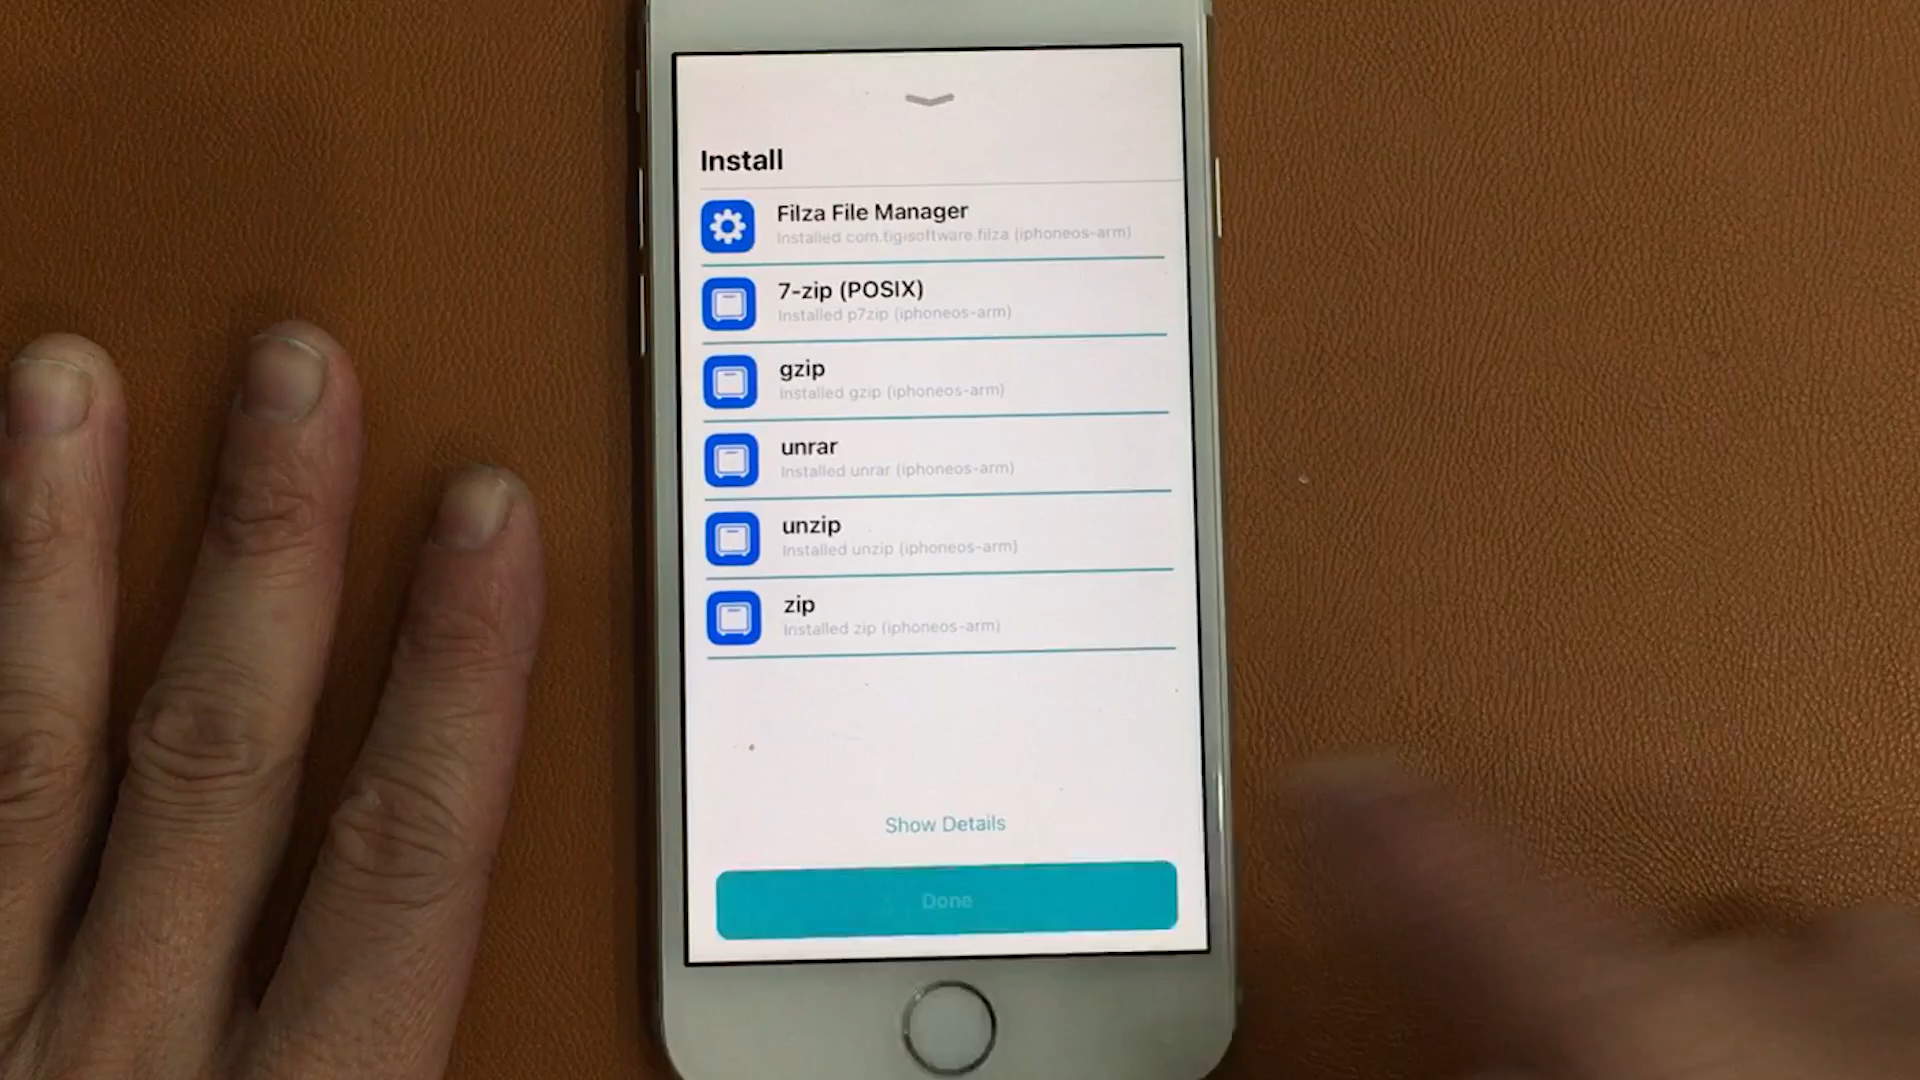 Install
Filza File Manager
Installed com.tigisoftware.filza (iphoneos-arm)
7-zip (POSIX)
Installed p7zip (iphoneos-arm)
gzip
Installed gzip (iphoneos-arm)
unrar
Installed unrar (iphoneos-arm)
unzip
Installed unzip (iphoneos-arm)
zip
Installed zip (iphoneos-arm)
Show Details
Done